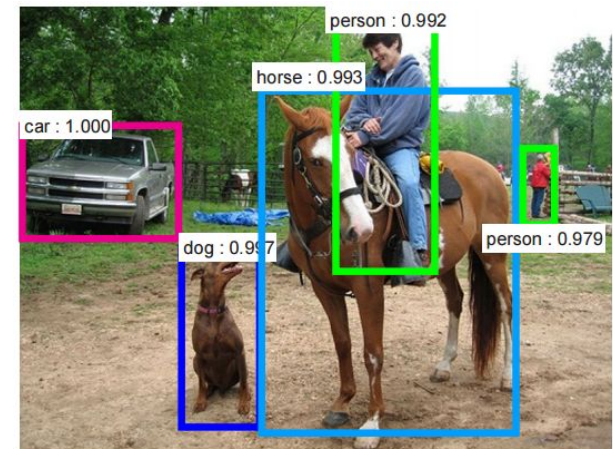 person : 0.992
horse : 0.993
car : 1.000
dog : 0.997
person : 0.979